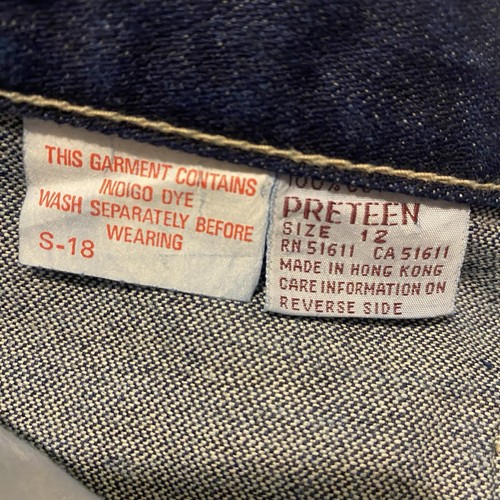 THIS GARMENT CONTAINS
INDIGO DYE
WASH SEPARATELY BEFORE
WEARING
S-18
100%
PRETEEN
SIZE 12
RN 51611 CA 51611
MADE IN HONG KONG
CARE INFORMATION ON
REVERSE SIDE